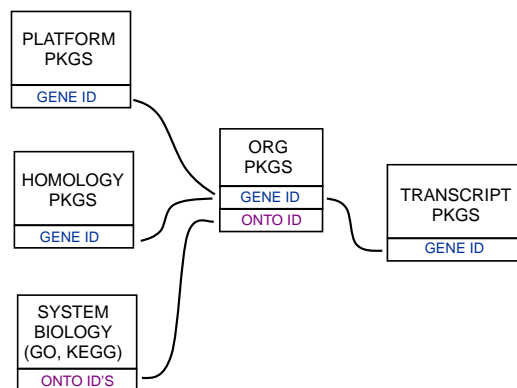 PLATFORM
PKGS
GENE ID
HOMOLOGY
PKGS
GENE ID
SYSTEM
BIOLOGY
(GO, KEGG)
ONTO ID'S
ORG
PKGS
GENE ID
ONTO ID
TRANSCRIPT
PKGS
GENE ID